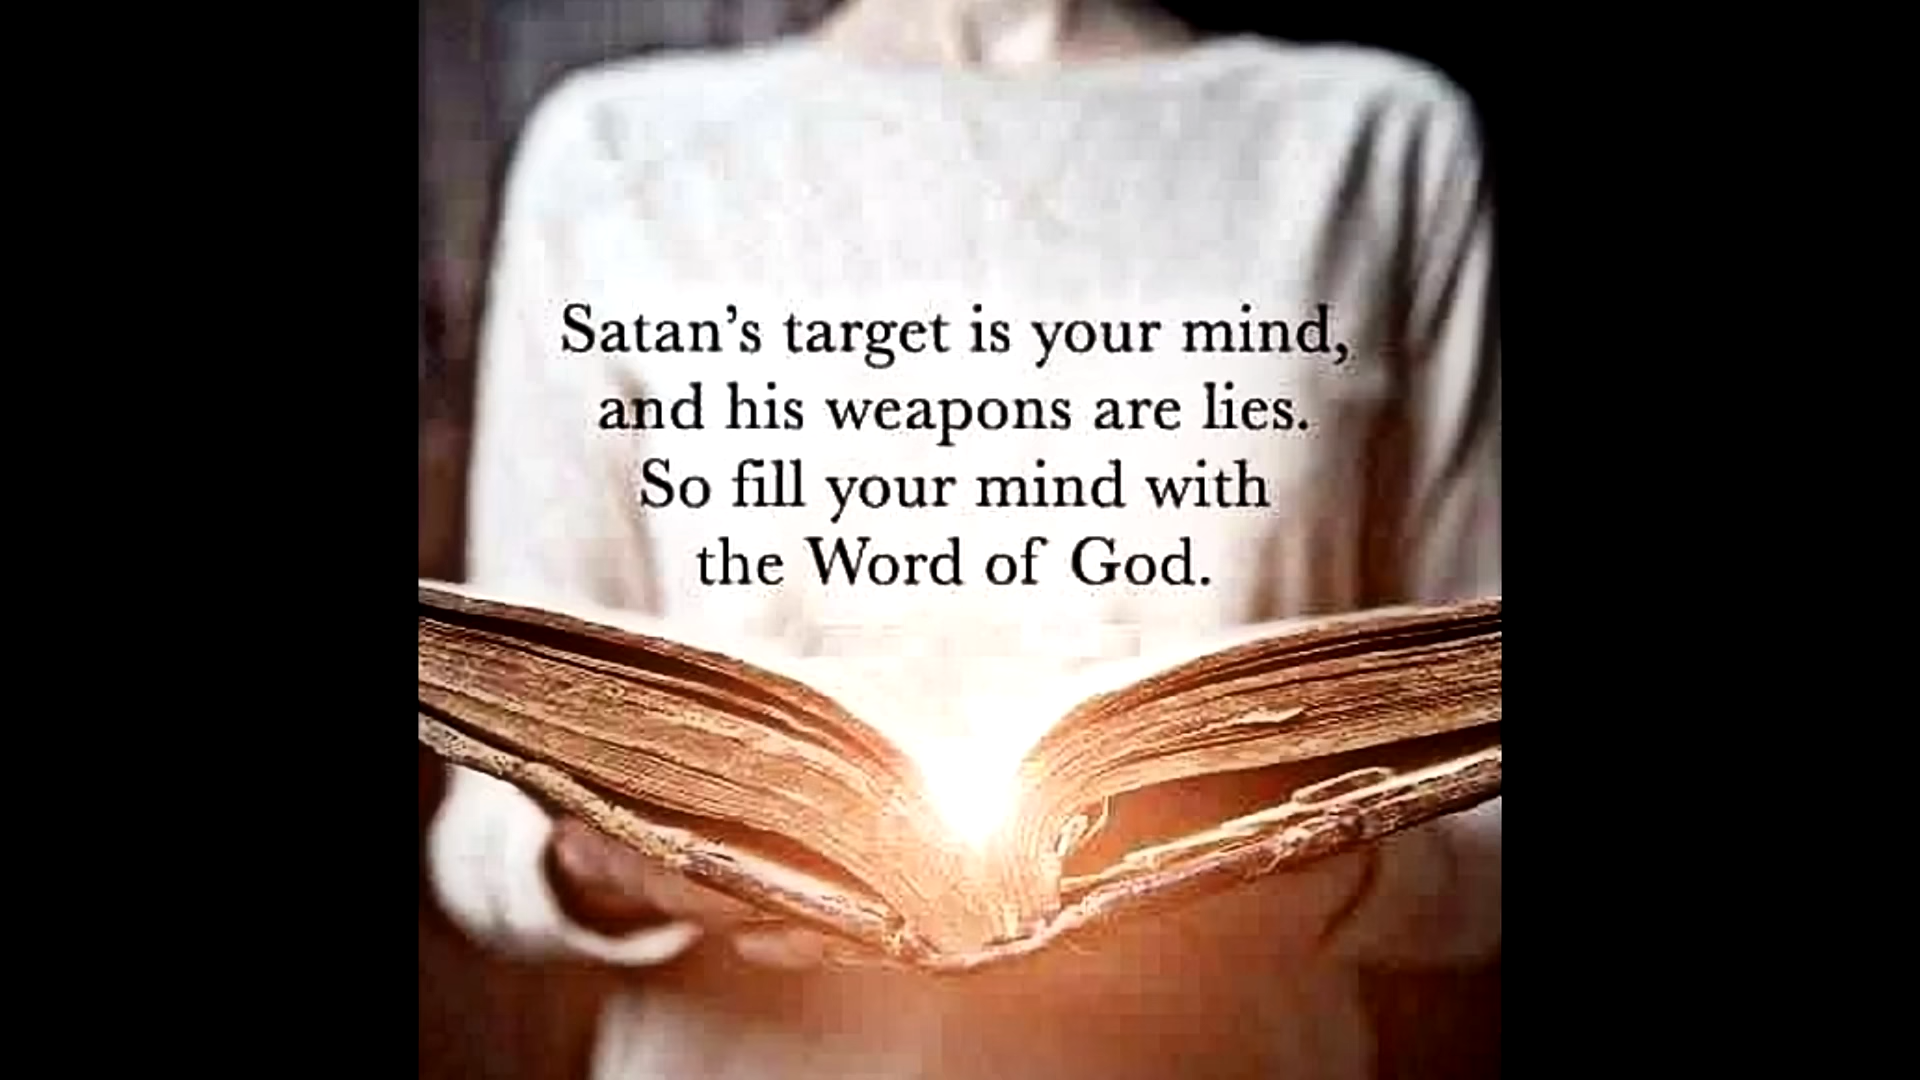 Satan’s target is your mind,
and his weapons are lies.
So fill your mind with
the Word of God.